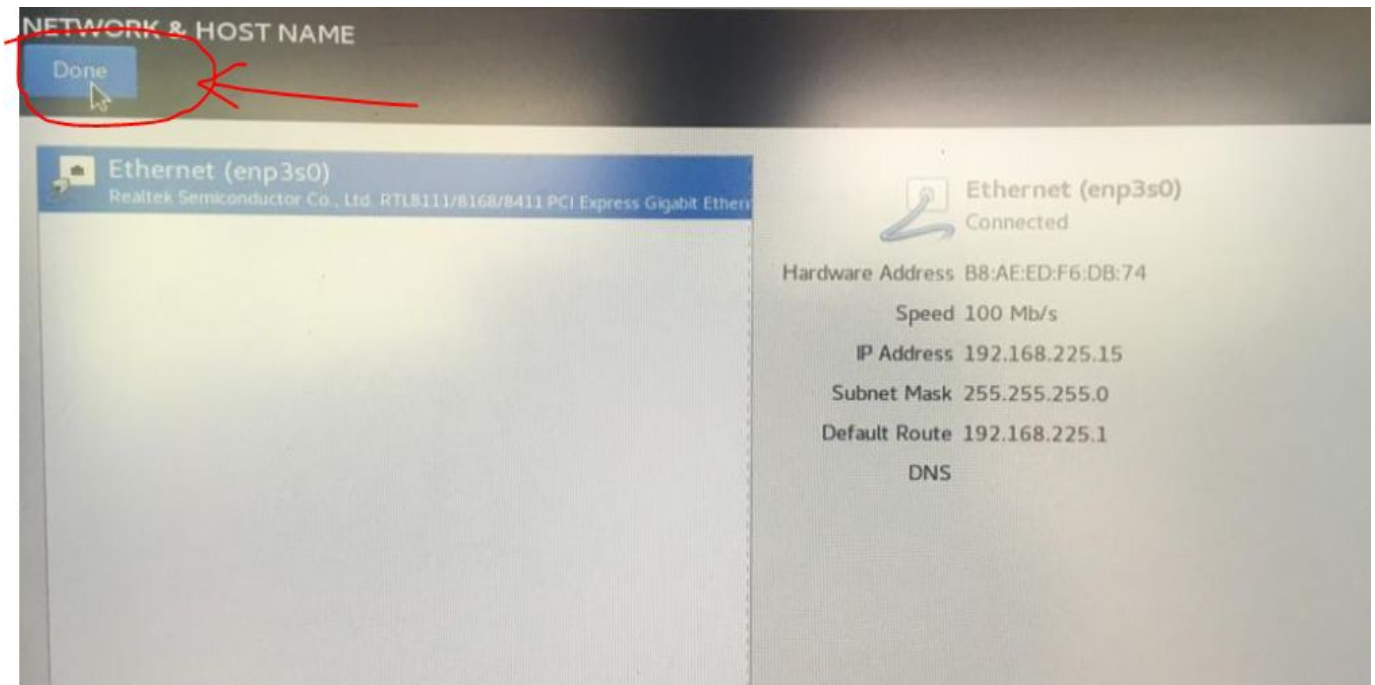 NETWORK & HOST NAME
Done
Ethernet (enp3s0)
Realtek Semiconductor Co., Ltd. RTL8111/8168/8411 PCI Express Gigabit Ethern
Ethernet (enp3s0)
Connected
Hardware Address B8:AE:ED:F6:DB:74
Speed 100 Mb/s
IP Address 192.168.225.15
Subnet Mask 255.255.255.0
Default Route 192.168.225.1
DNS